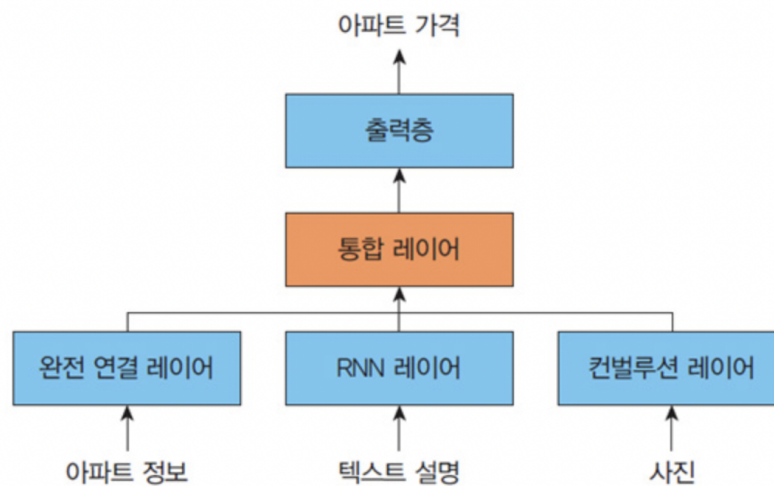 아파트 가격
출력층
통합 레이어
완전 연결 레이어
RNN 레이어
컨벌루션 레이어
아파트 정보
텍스트 설명
사진